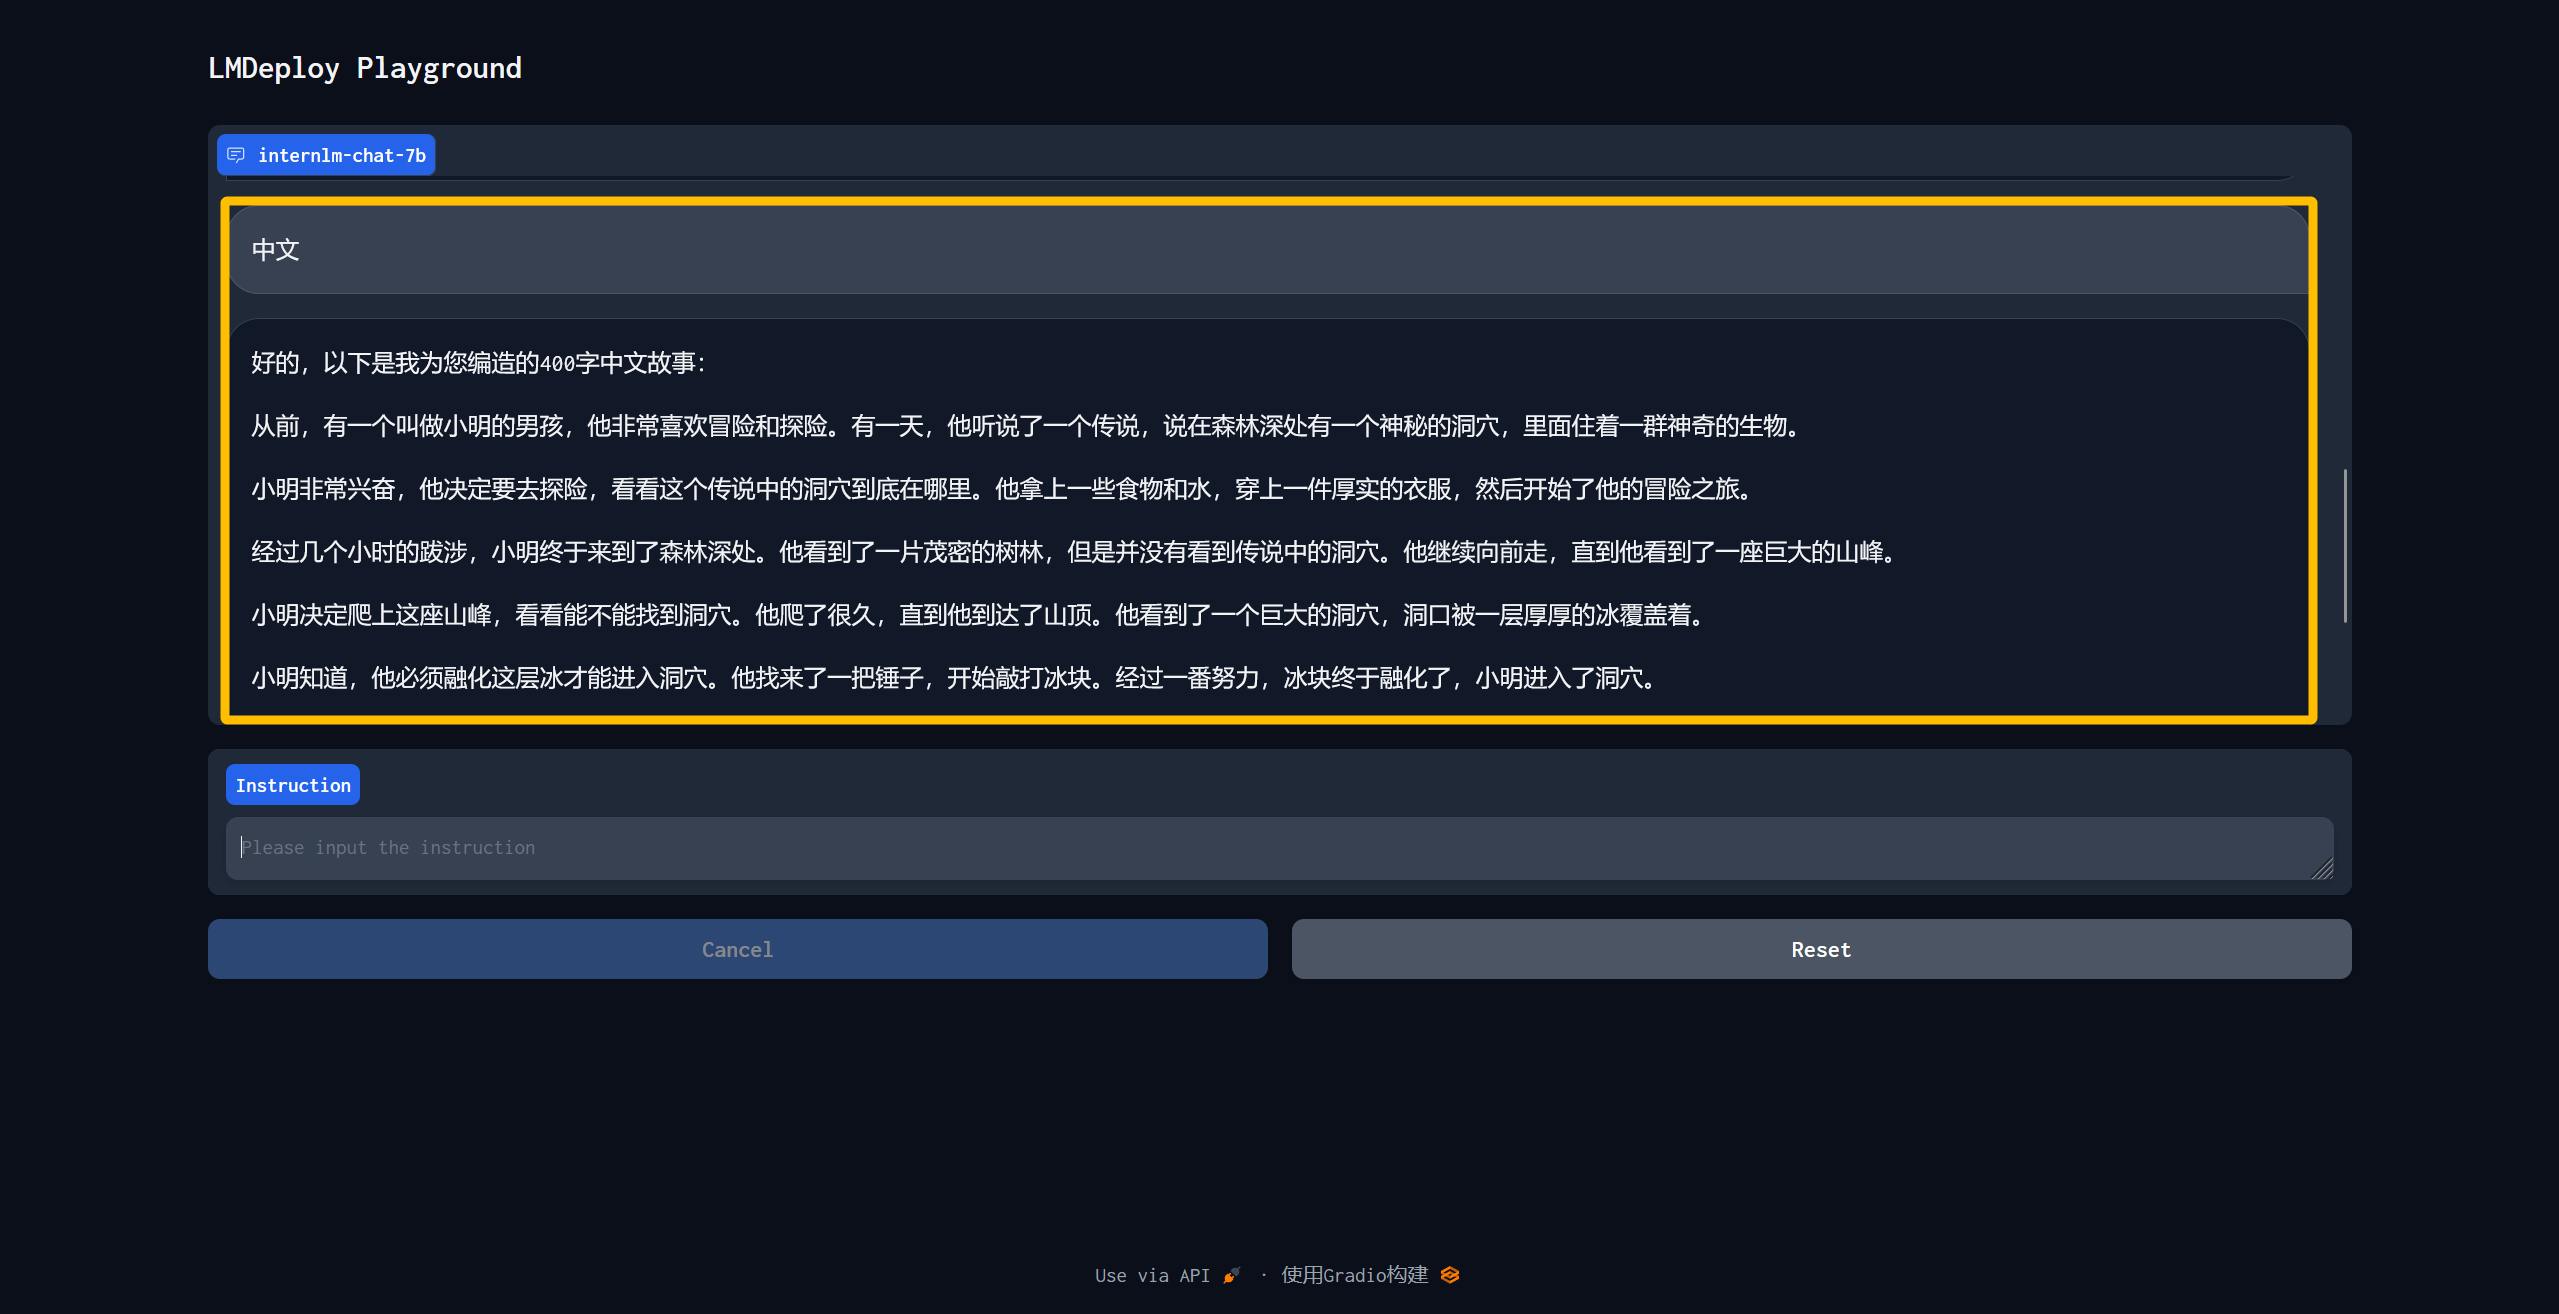 LMDeploy Playground
internlm-chat-7b
中文
好的，以下是我为您编造的400字中文故事：
从前，有一个叫做小明的男孩，他非常喜欢冒险和探险。有一天，他听说了一个传说，说在森林深处有一个神秘的洞穴，里面住着一群神奇的生物。
小明非常兴奋，他决定要去探险，看看这个传说中的洞穴到底在哪里。他拿上一些食物和水，穿上一件厚实的衣服，然后开始了他的冒险之旅。
经过几个小时的跋涉，小明终于来到了森林深处。他看到了一片茂密的树林，但是并没有看到传说中的洞穴。他继续向前走，直到他看到了一座巨大的山峰。
小明决定爬上这座山峰，看看能不能找到洞穴。他爬了很久，直到他到达了山顶。他看到了一个巨大的洞穴，洞口被一层厚厚的冰覆盖着。
小明知道，他必须融化这层冰才能进入洞穴。他找来了一把锤子，开始敲打冰块。经过一番努力，冰块终于融化了，小明进入了洞穴。
Instruction
Please input the instruction
Cancel
Reset
Use via API · 使用Gradio构建